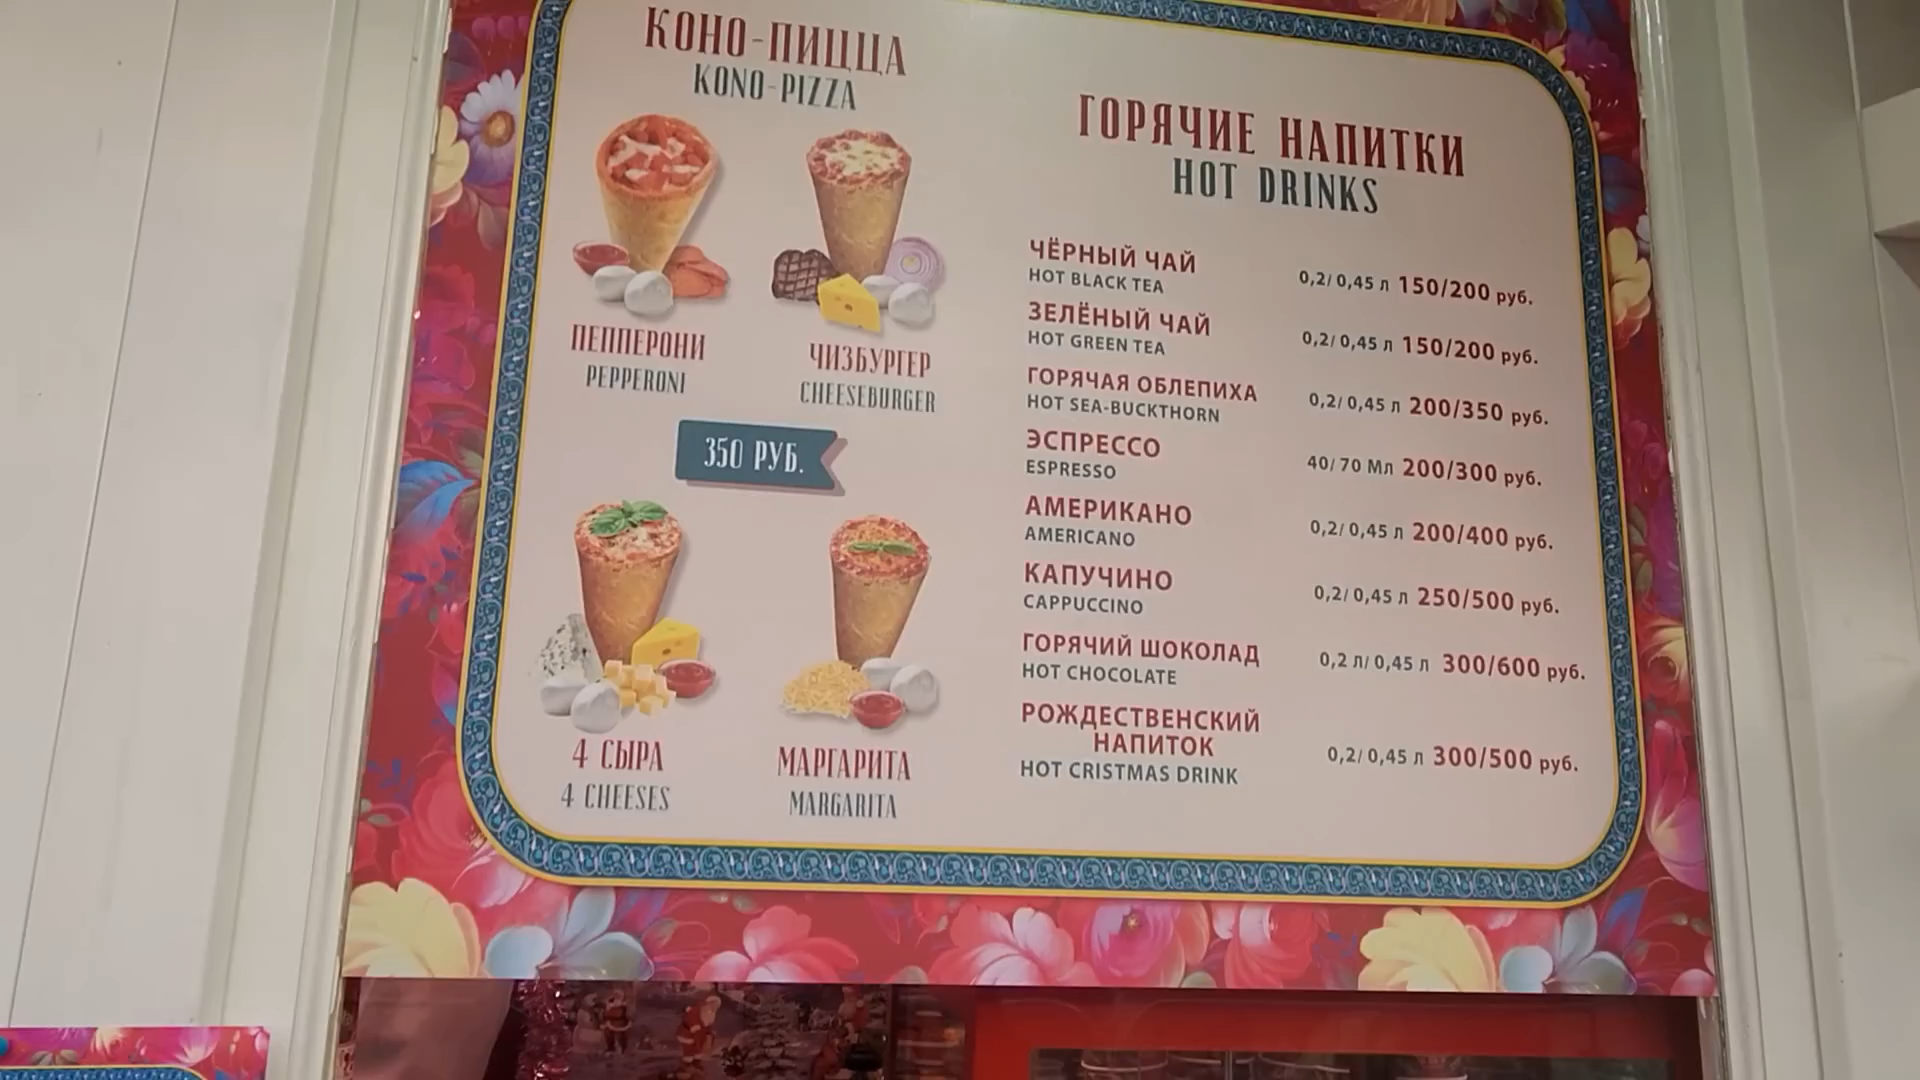 КОНО-ПИЦЦА
KONO-PIZZA
ПЕППЕРОНИ
PEPPERONI
ЧИЗБУРГЕР
CHEESEBURGER
350 РУБ.
4 СЫРА
4 CHEESES
МАРГАРИТА
MARGARITA
ГОРЯЧИЕ НАПИТКИ
HOT DRINKS
ЧЁРНЫЙ ЧАЙ 0,2/ 0,45 л 150/200 руб.
HOT BLACK TEA
ЗЕЛЁНЫЙ ЧАЙ 0,2/ 0,45 л 150/200 руб.
HOT GREEN TEA
ГОРЯЧАЯ ОБЛЕПИХА 0,2/ 0,45 л 200/350 руб.
HOT SEA-BUCKTHORN
ЭСПРЕССО 40/ 70 Мл 200/300 руб.
ESPRESSO
АМЕРИКАНО 0,2/ 0,45 л 200/400 руб.
AMERICANO
КАПУЧИНО 0,2/ 0,45 л 250/500 руб.
CAPPUCCINO
ГОРЯЧИЙ ШОКОЛАД 0,2 л/ 0,45 л 300/600 руб.
HOT CHOCOLATE
РОЖДЕСТВЕНСКИЙ
НАПИТОК 0,2/ 0,45 л 300/500 руб.
HOT CRISTMAS DRINK